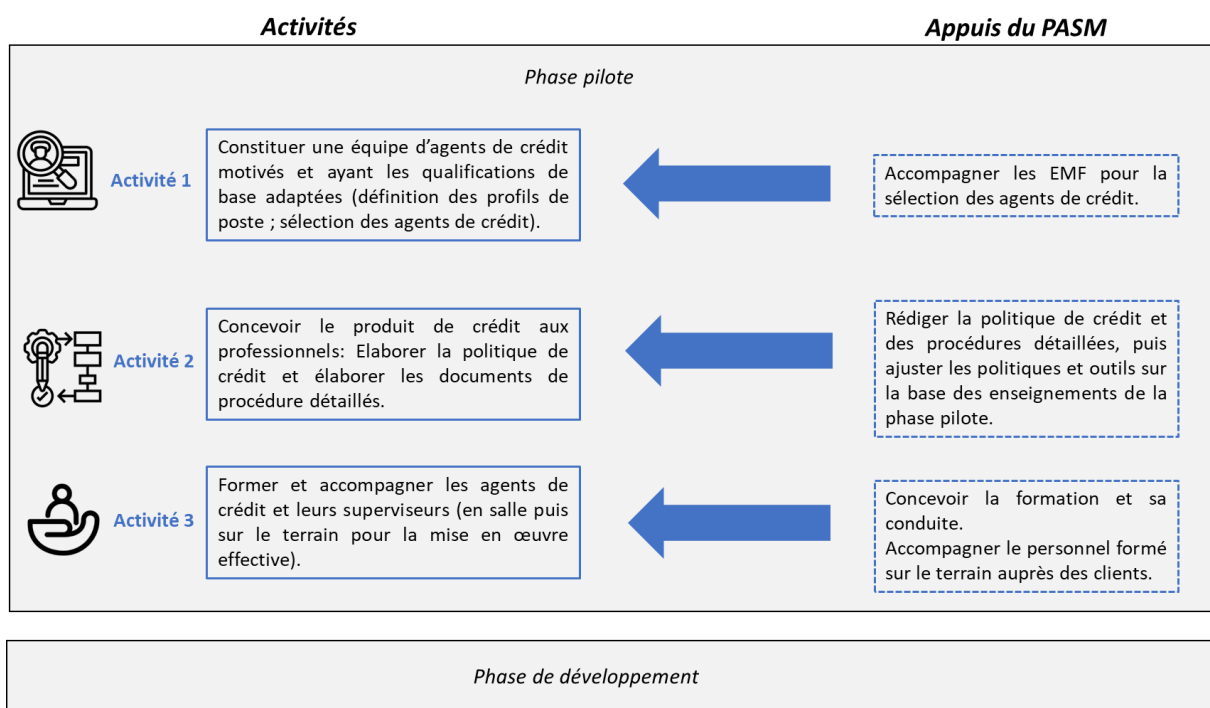 Activités
Appuis du PASM
Phase pilote
Activité 1
Constituer une équipe d’agents de crédit
motivés et ayant les qualifications de
base adaptées (définition des profils de
poste ; sélection des agents de crédit).
Accompagner les EMF pour la
sélection des agents de crédit.
Activité 2
Concevoir le produit de crédit aux
professionnels: Elaborer la politique de
crédit et élaborer les documents de
procédure détaillés.
Rédiger la politique de crédit et
des procédures détaillées, puis
ajuster les politiques et outils sur
la base des enseignements de la
phase pilote.
Activité 3
Former et accompagner les agents de
crédit et leurs superviseurs (en salle puis
sur le terrain pour la mise en œuvre
effective).
Concevoir la formation et sa
conduite.
Accompagner le personnel formé
sur le terrain auprès des clients.
Phase de développement